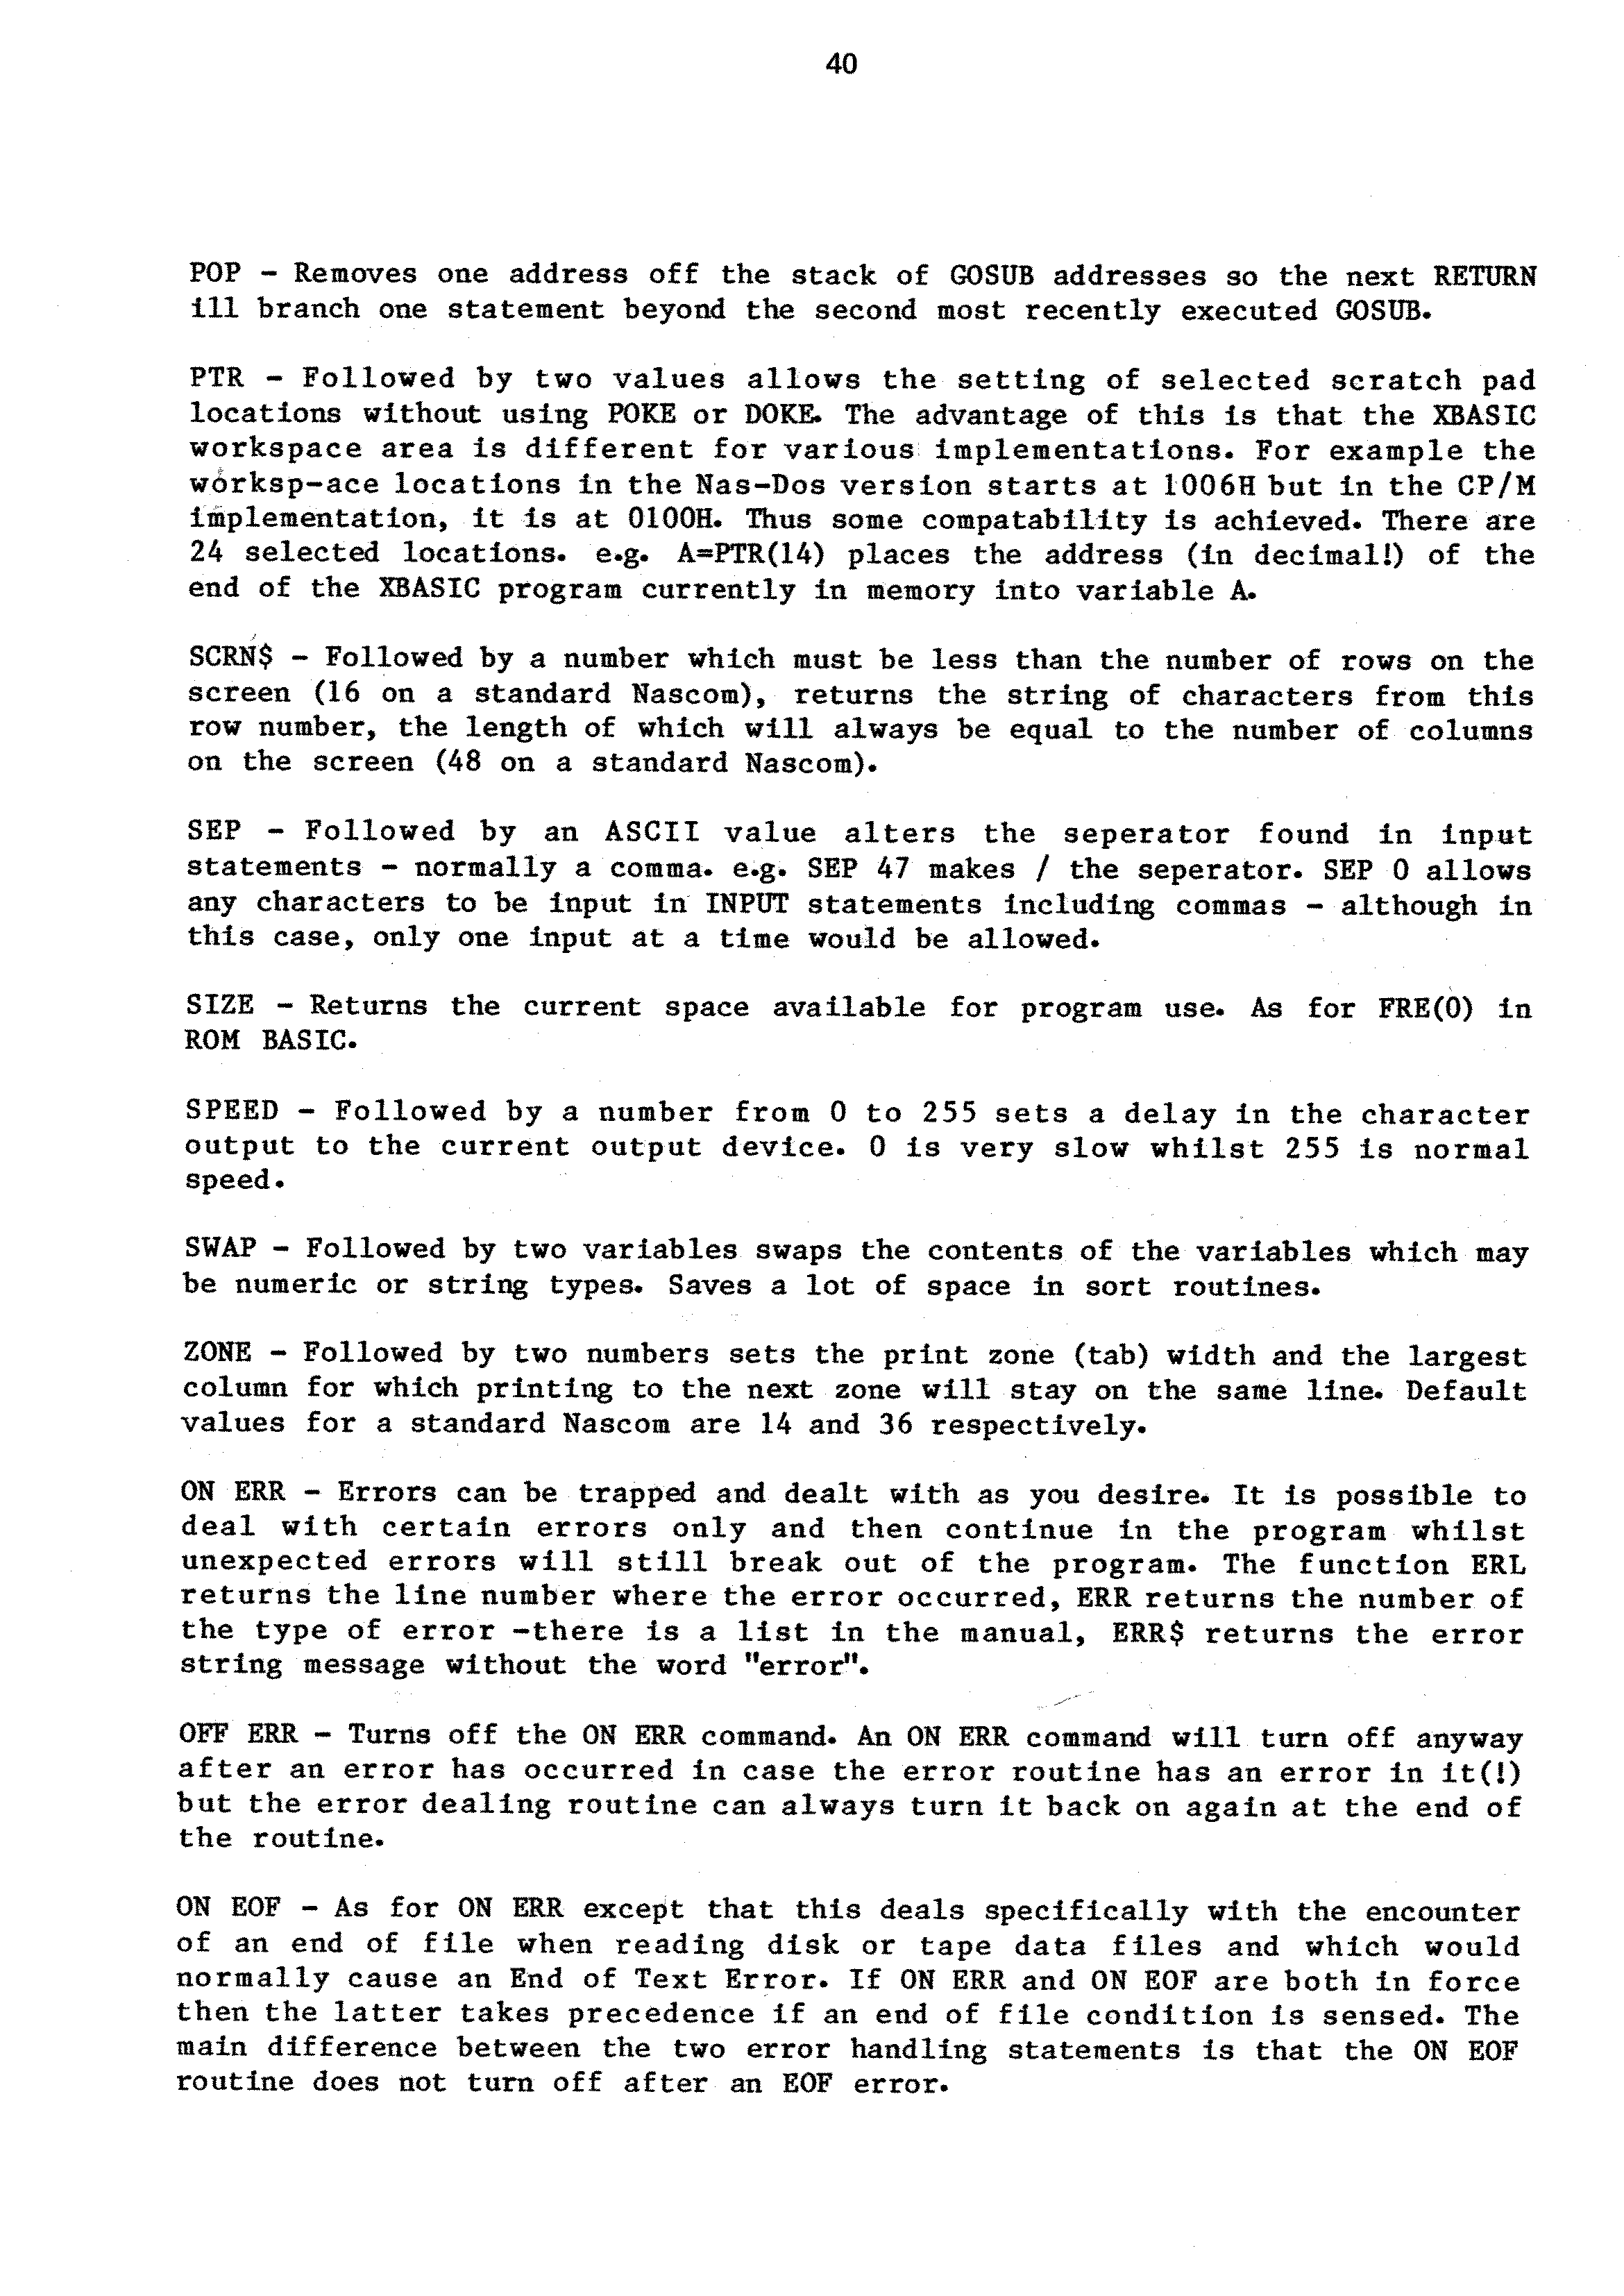 40
POP - Removes one address off the stack of GOSUB addresses so the next RETURN
ill branch one statement beyond the second most recently executed GOSUB.
PTR - Followed by two values allows the setting of selected scratch pad
locations without using POKE or DOKE. The advantage of this is that the XBASIC
workspace area is different for various implementations. For example the
worksp-ace locations in the Nas-Dos version starts at 1006H but in the CP/M
implementation, it is at 0100H. Thus some compatability is achieved. There are
24 selected locations. e.g. A=PTR(14) places the address (in decimal!) of the
end of the XBASIC program currently in memory into variable A.
SCRN$ - Followed by a number which must be less than the number of rows on the
screen (16 on a standard Nascom), returns the string of characters from this
row number, the length of which will always be equal to the number of columns
on the screen (48 on a standard Nascom).
SEP - Followed by an ASCII value alters the seperator found in input
statements - normally a comma. e.g. SEP 47 makes / the seperator. SEP 0 allows
any characters to be input in INPUT statements including commas - although in
this case, only one input at a time would be allowed.
SIZE - Returns the current space available for program use. As for FRE(0) in
ROM BASIC.
SPEED - Followed by a number from 0 to 255 sets a delay in the character
output to the current output device. 0 is very slow whilst 255 is normal
speed.
SWAP - Followed by two variables swaps the contents of the variables which may
be numeric or string types. Saves a lot of space in sort routines.
ZONE - Followed by two numbers sets the print zone (tab) width and the largest
column for which printing to the next zone will stay on the same line. Default
values for a standard Nascom are 14 and 36 respectively.
ON ERR - Errors can be trapped and dealt with as you desire. It is possible to
deal with certain errors only and then continue in the program whilst
unexpected errors will still break out of the program. The function ERL
returns the line number where the error occurred, ERR returns the number of
the type of error -there is a list in the manual, ERR$ returns the error
string message without the word "error".
OFF ERR - Turns off the ON ERR command. An ON ERR command will turn off anyway
after an error has occurred in case the error routine has an error in it(!)
but the error dealing routine can always turn it back on again at the end of
the routine.
ON EOF - As for ON ERR except that this deals specifically with the encounter
of an end of file when reading disk or tape data files and which would
normally cause an End of Text Error. If ON ERR and ON EOF are both in force
then the latter takes precedence if an end of file condition is sensed. The
main difference between the two error handling statements is that the ON EOF
routine does not turn off after an EOF error.